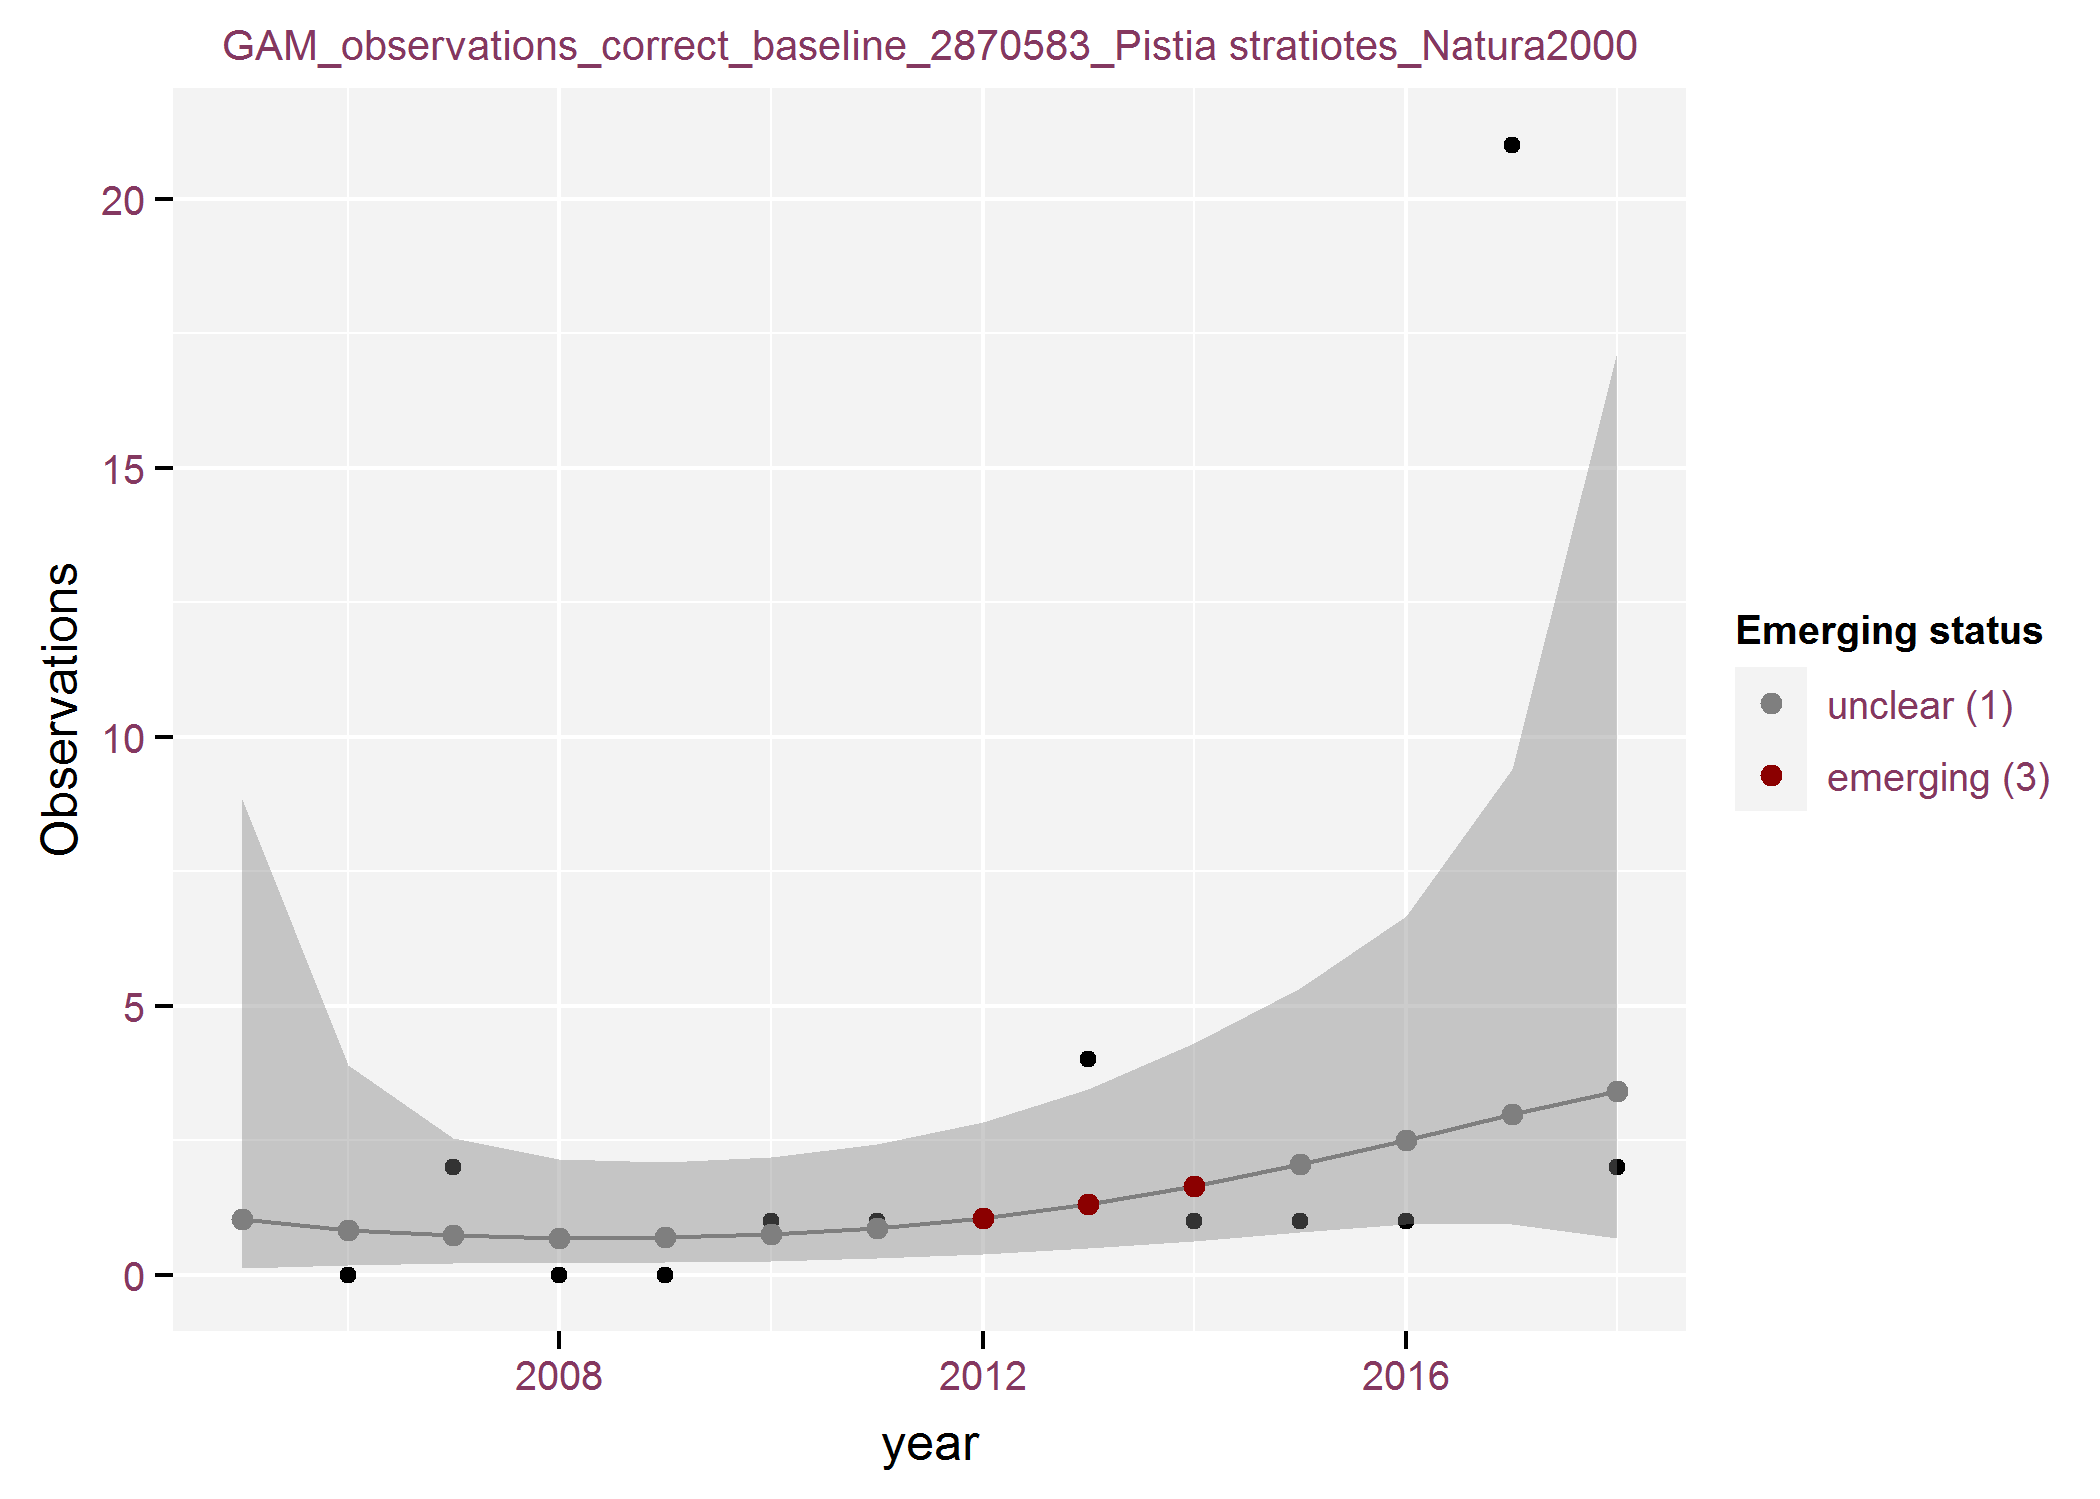 GAM_observations_correct_baseline_2870583_Pistia stratiotes_Natura2000
20
15
10
5
0
Observations
2008
2012
2016
year
Emerging status
unclear (1)
emerging (3)